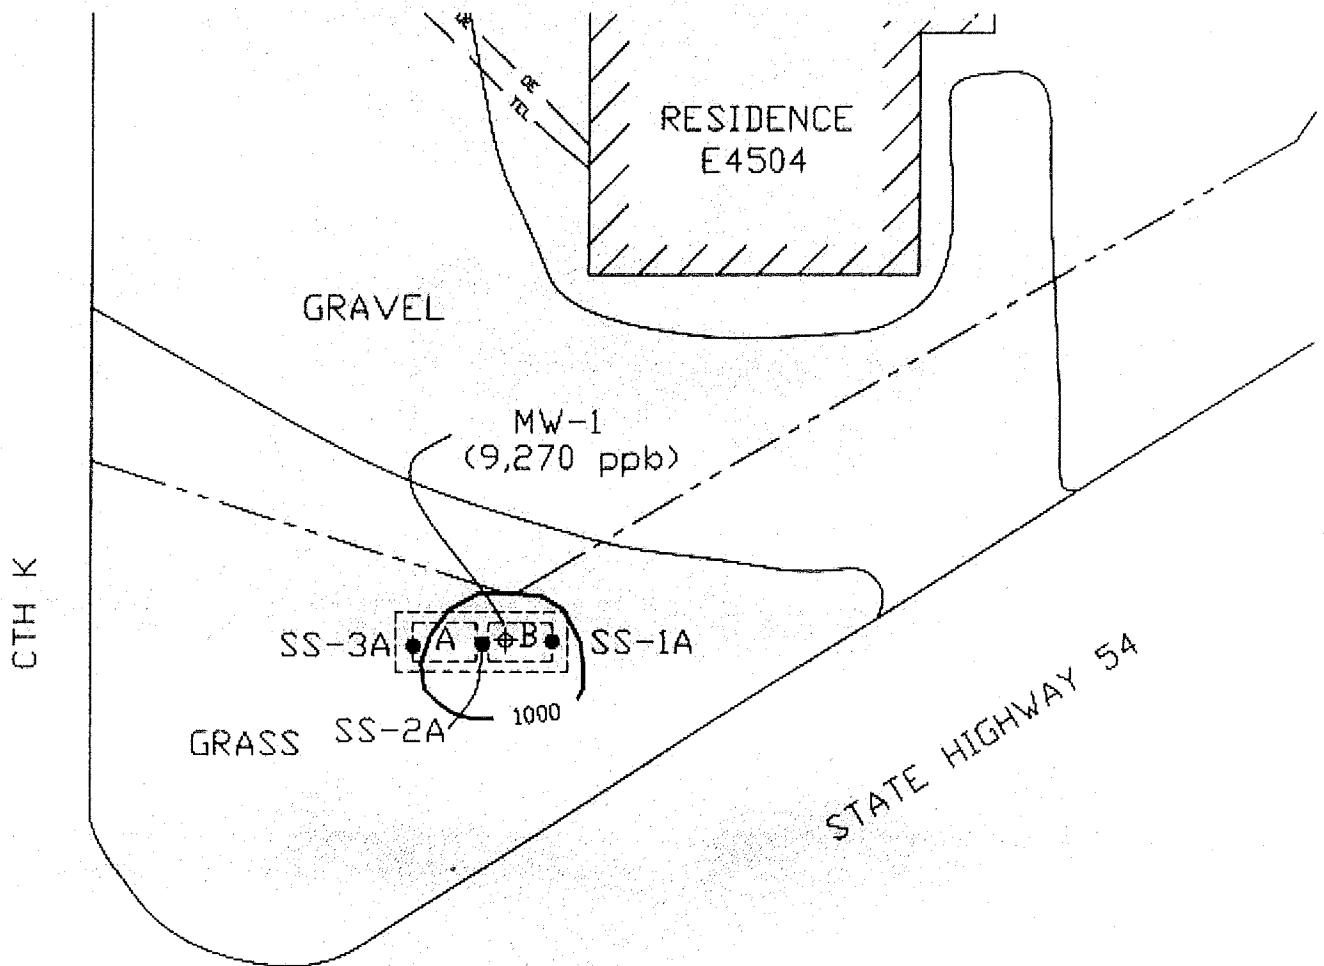 OE
TEL
RESIDENCE
E4504
GRAVEL
MW-1
(9,270 ppb)
CTH K
SS-3A
A
B
SS-1A
1000
SS-2A
GRASS
STATE HIGHWAY 54